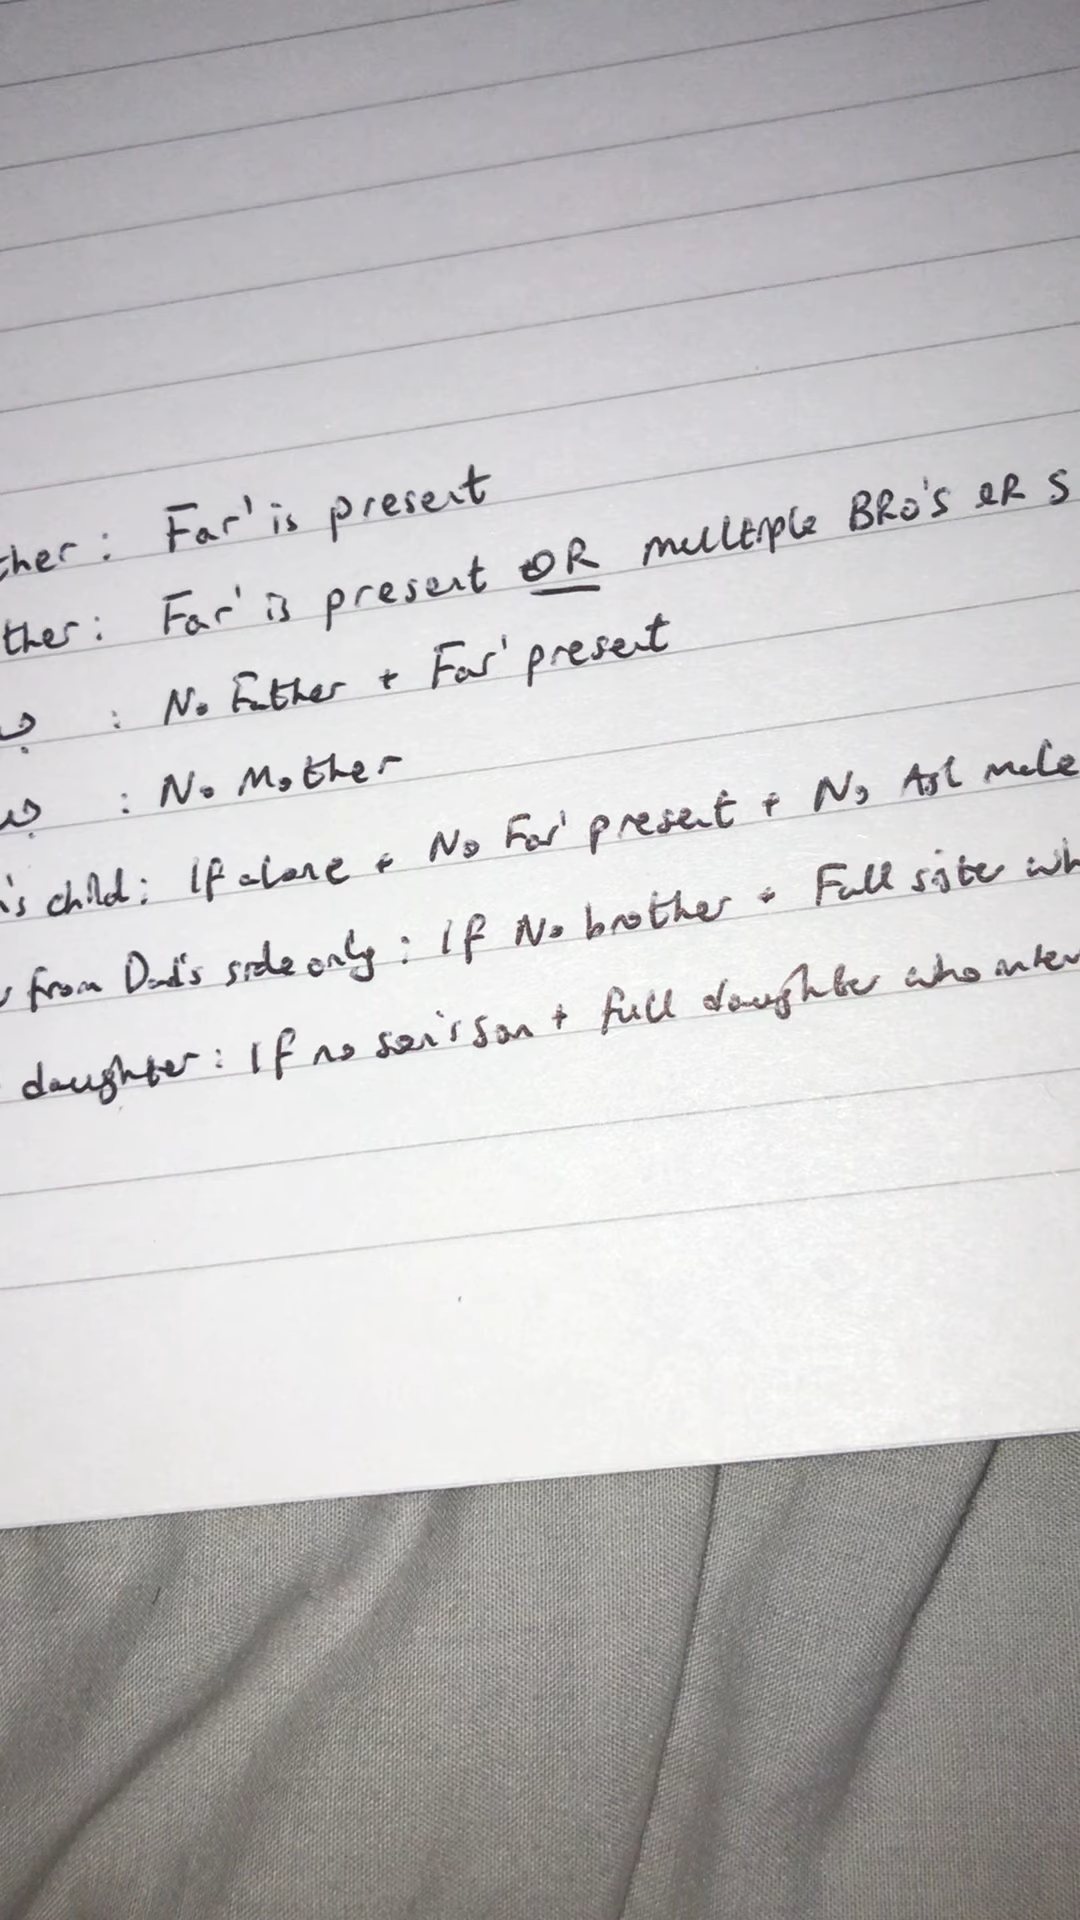 ther: Far' is present
ther: Far' is present OR multiple BRO'S OR S
: No Father + Far' present
: No Mother
's child: If alone + No Far' present + No Asl male
from Dad's side only: If No brother + Full sister wh
daughter: If no son's son + full daughter who inter